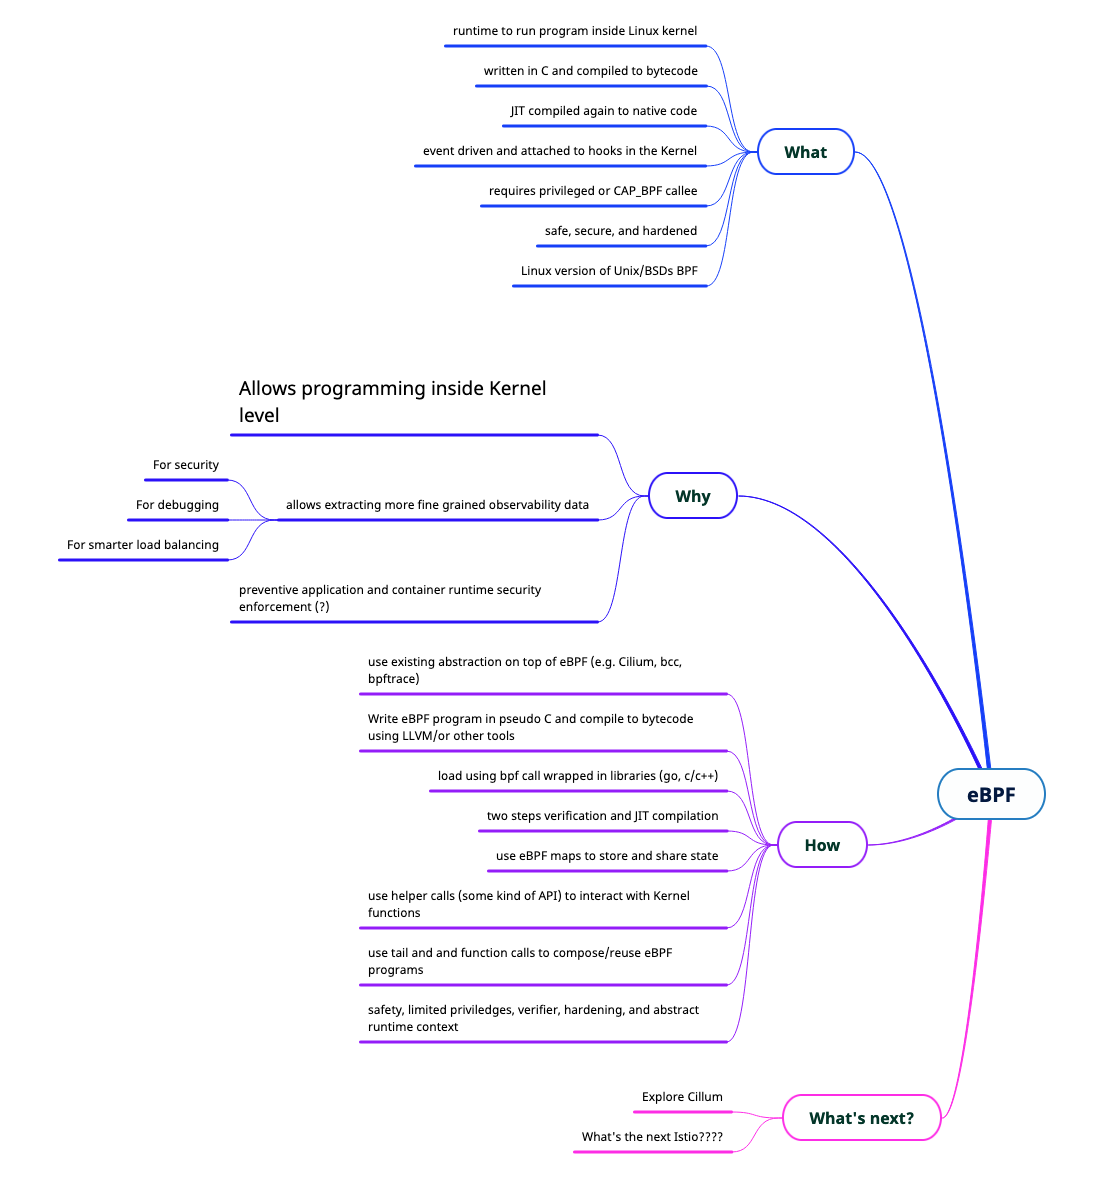 runtime to run program inside Linux kernel
written in C and compiled to bytecode
JIT compiled again to native code
event driven and attached to hooks in the Kernel
requires privileged or CAP_BPF callee
safe, secure, and hardened
Linux version of Unix/BSDs BPF
What
Allows programming inside Kernel
level
For security
For debugging
For smarter load balancing
allows extracting more fine grained observability data
preventive application and container runtime security
enforcement (?)
Why
use existing abstraction on top of eBPF (e.g. Cilium, bcc,
bpftrace)
Write eBPF program in pseudo C and compile to bytecode
using LLVM/or other tools
load using bpf call wrapped in libraries (go, c/c++)
two steps verification and JIT compilation
use eBPF maps to store and share state
use helper calls (some kind of API) to interact with Kernel
functions
use tail and and function calls to compose/reuse eBPF
programs
safety, limited priviledges, verifier, hardening, and abstract
runtime context
How
eBPF
Explore Cillum
What's the next Istio????
What's next?